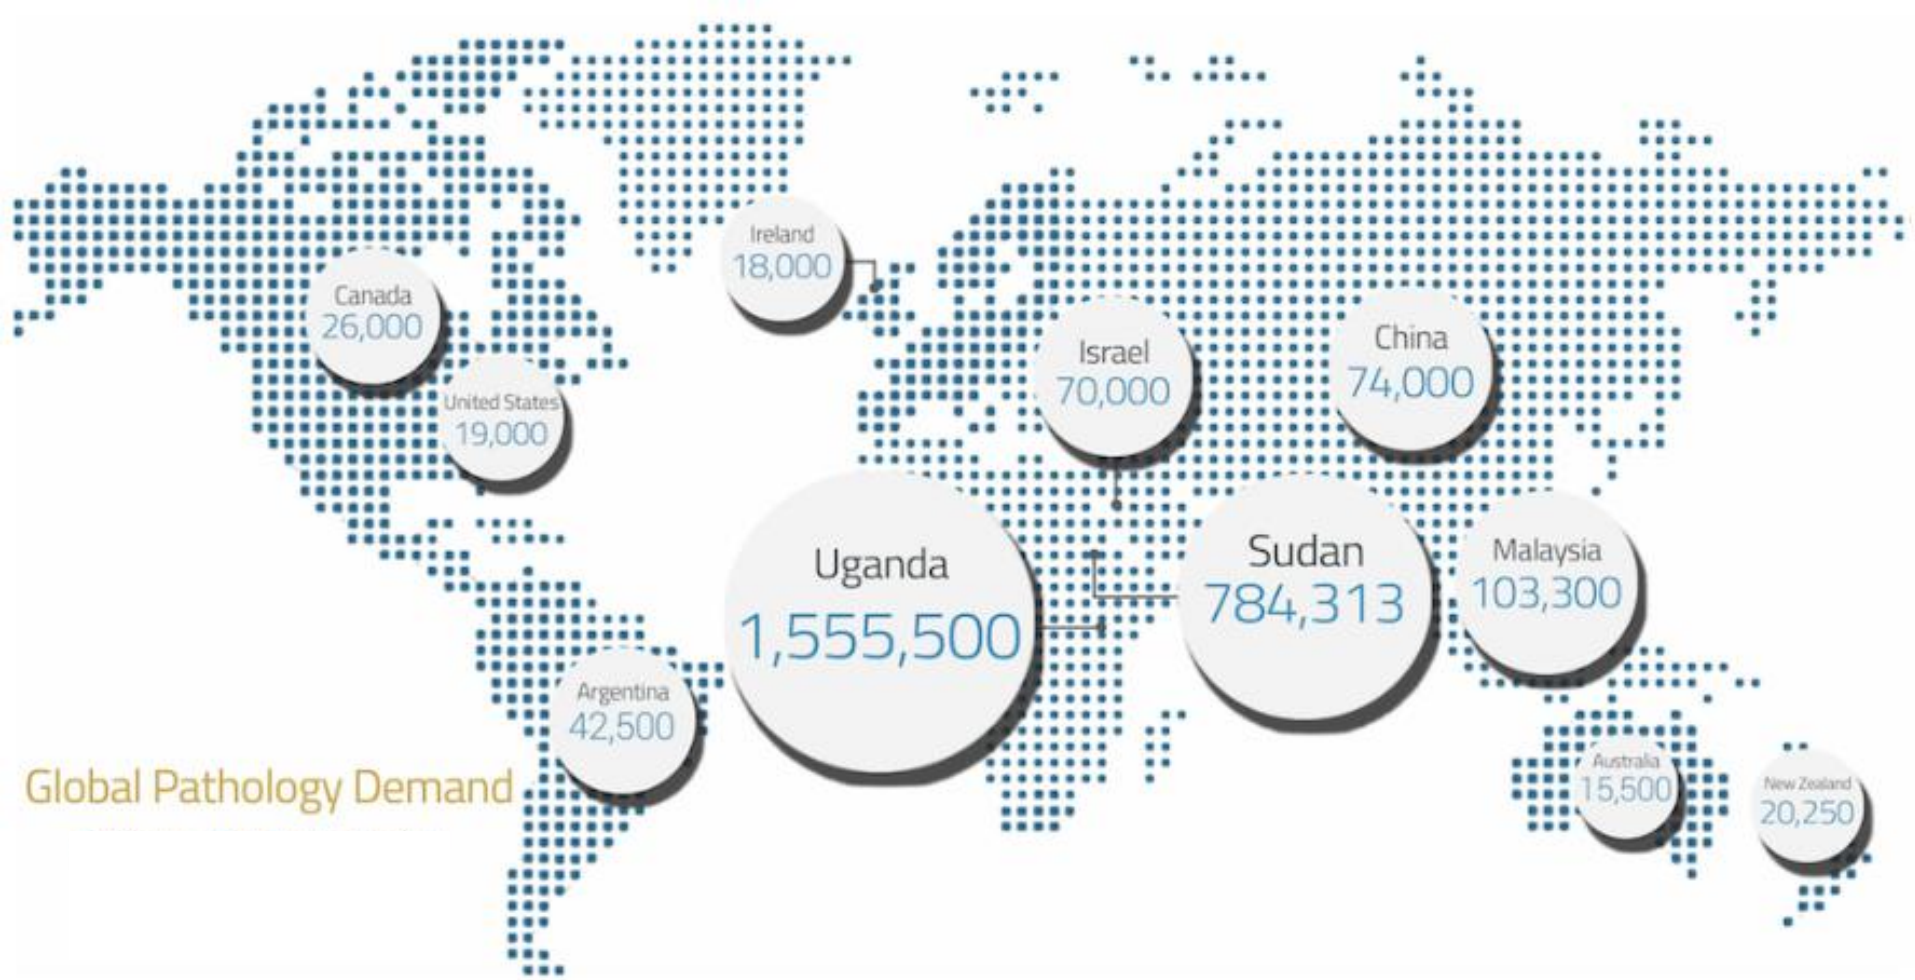 Ireland
18,000
Canada
26,000
United States
19,000
Israel
70,000
China
74,000
Uganda
1,555,500
Sudan
784,313
Malaysia
103,300
Argentina
42,500
Global Pathology Demand
Australia
15,500
New Zealand
20,250